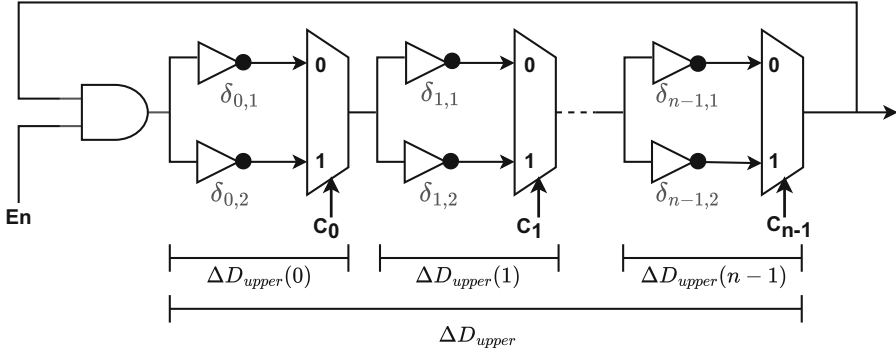 0 0 0
δ0,1 δ1,1 δn−1,1
1 1 1
δ0,2 δ1,2 δn−1,2
En C0 C1 Cn-1
ΔDupper(0) ΔDupper(1) ΔDupper(n − 1)
ΔDupper